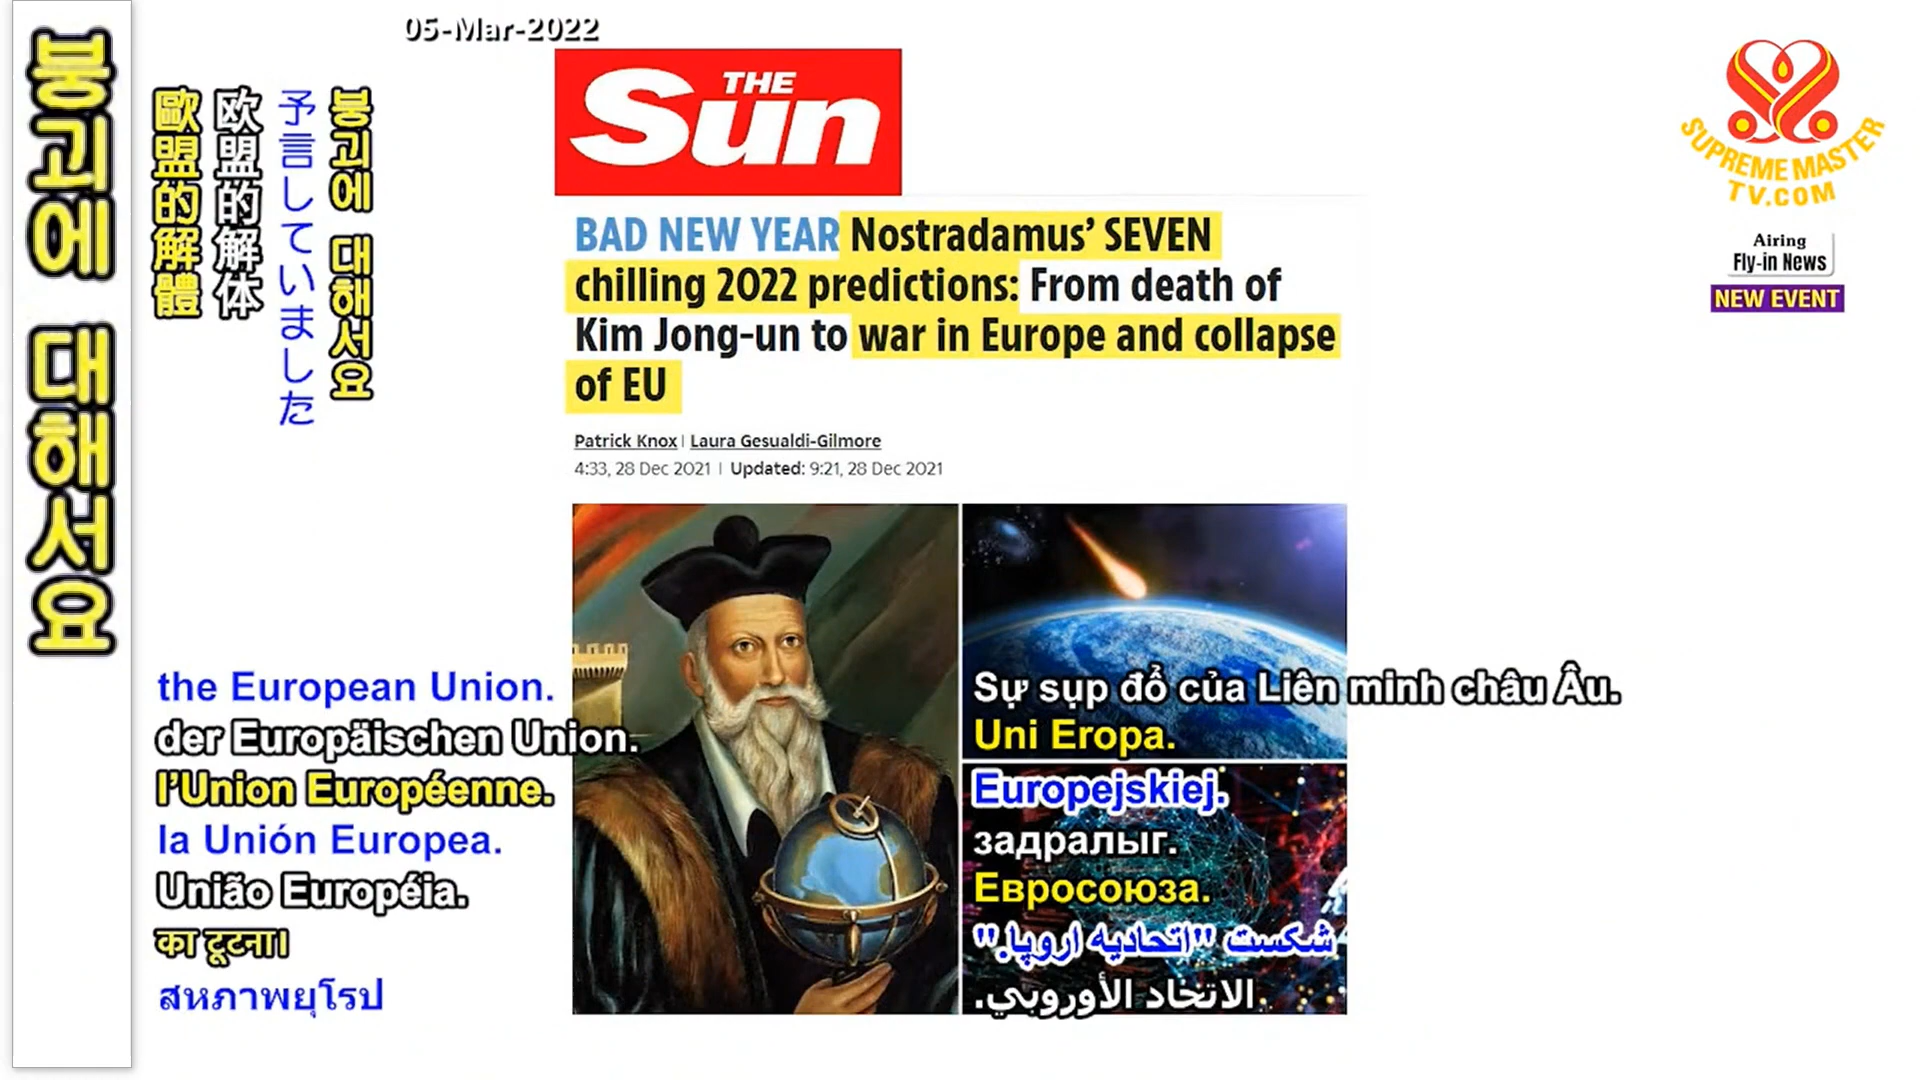 붕괴에 대해서요
歐盟的解體
欧盟的解体
予言していました
붕괴에 대해서요
05-Mar-2022
THE
Sun
BAD NEW YEAR Nostradamus’ SEVEN
chilling 2022 predictions: From death of
Kim Jong-un to war in Europe and collapse
of EU
Patrick Knox | Laura Gesualdi-Gilmore
4:33, 28 Dec 2021 | Updated: 9:21, 28 Dec 2021
SUPREME MASTER
TV.COM
Airing
Fly-in News
NEW EVENT
the European Union.
der Europäischen Union.
l’Union Européenne.
la Unión Europea.
União Européia.
का टूटना।
สหภาพยุโรป
Sự sụp đổ của Liên minh châu Âu.
Uni Eropa.
Europejskiej.
задралыг.
Евросоюза.
شکست "اتحادیه اروپا."
الاتحاد الأوروبي.